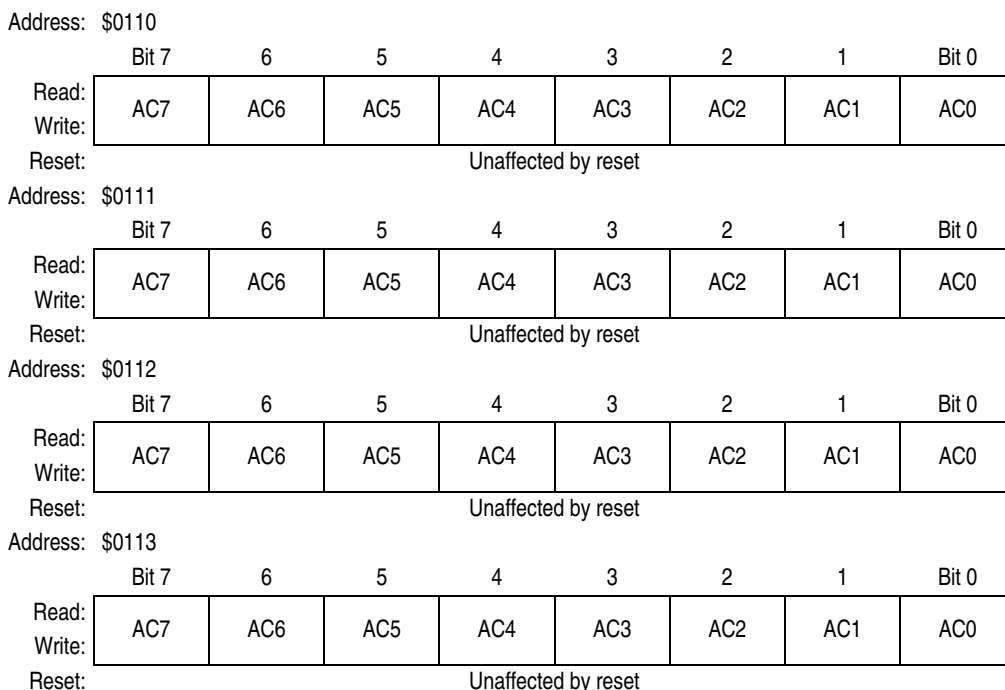 Address: $0110
Bit 7 6 5 4 3 2 1 Bit 0
Read:
AC7 AC6 AC5 AC4 AC3 AC2 AC1 AC0
Write:
Reset: Unaffected by reset
Address: $0111
Bit 7 6 5 4 3 2 1 Bit 0
Read:
AC7 AC6 AC5 AC4 AC3 AC2 AC1 AC0
Write:
Reset: Unaffected by reset
Address: $0112
Bit 7 6 5 4 3 2 1 Bit 0
Read:
AC7 AC6 AC5 AC4 AC3 AC2 AC1 AC0
Write:
Reset: Unaffected by reset
Address: $0113
Bit 7 6 5 4 3 2 1 Bit 0
Read:
AC7 AC6 AC5 AC4 AC3 AC2 AC1 AC0
Write:
Reset: Unaffected by reset